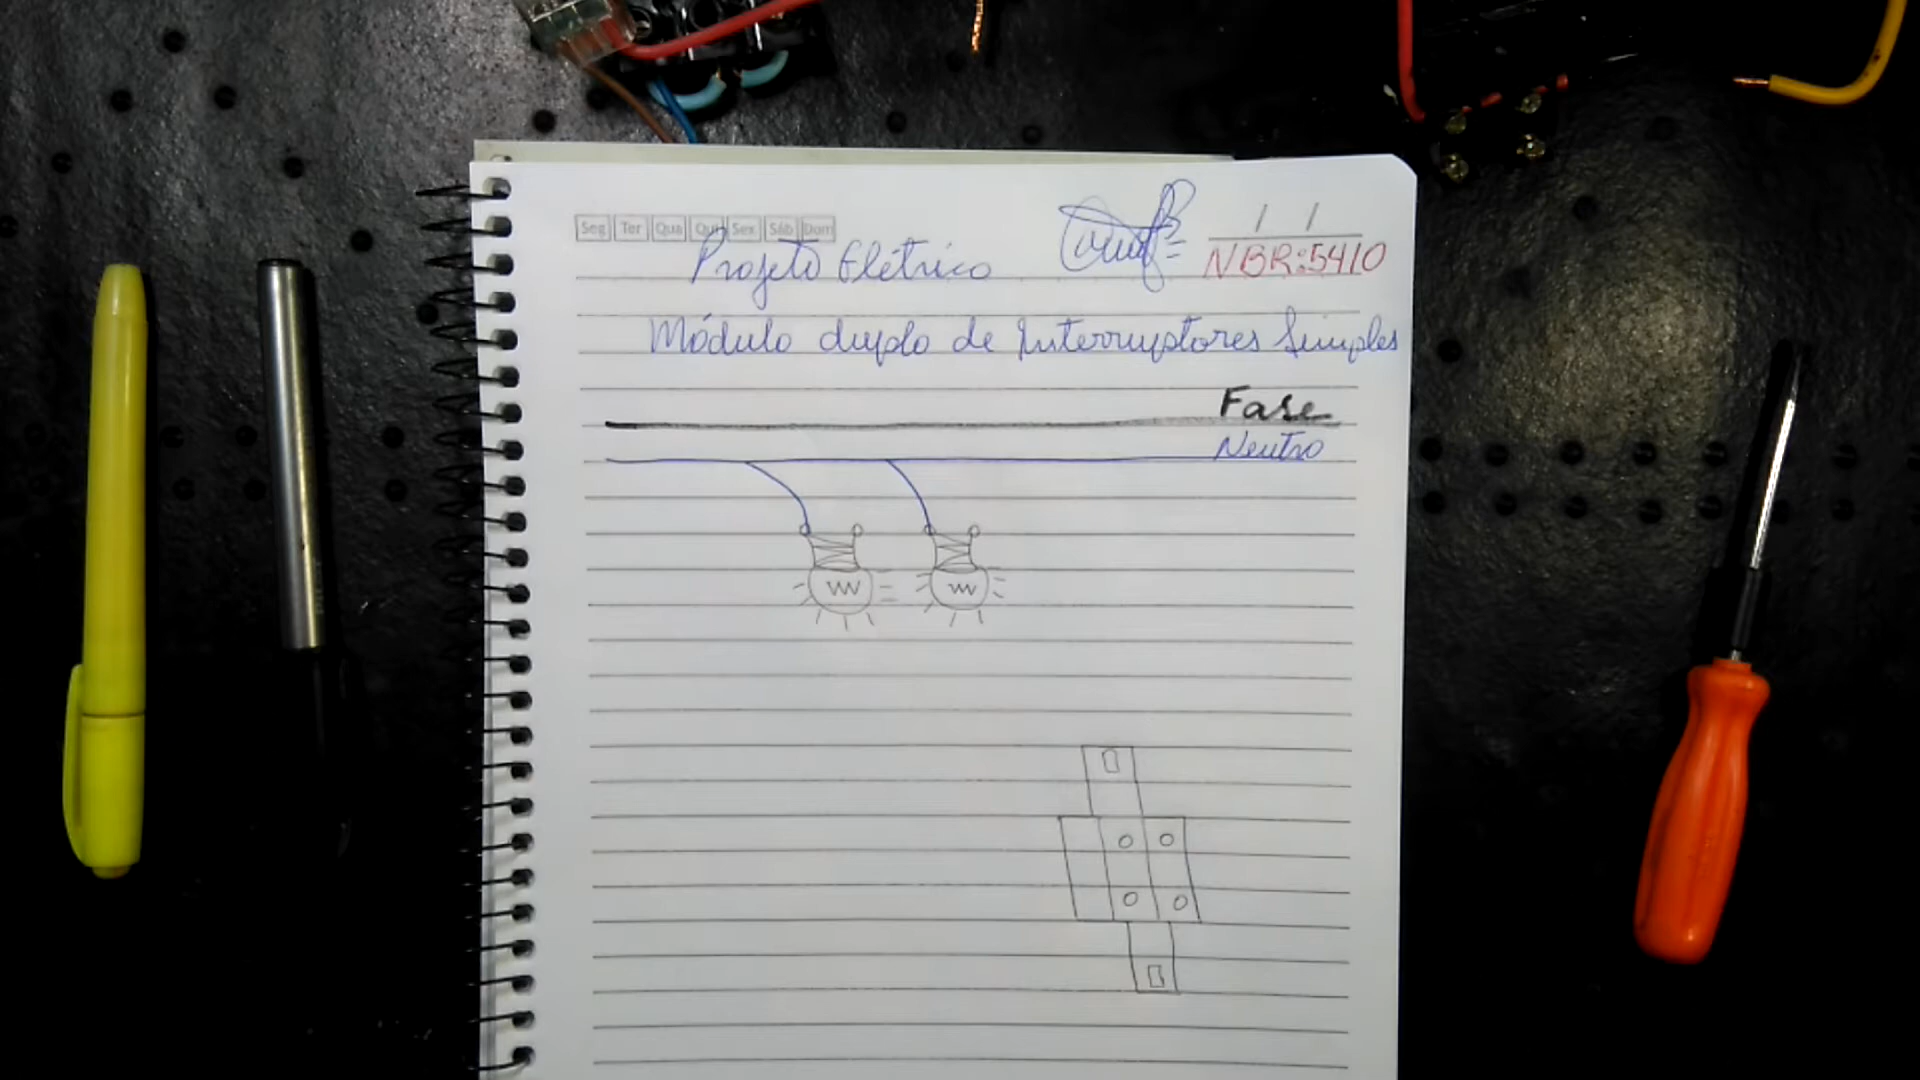 Seg Ter Qua Qui Sex Sáb Dom / /
Projeto Elétrico NBR:5410
Módulo duplo de Interruptores Simples
Fase
Neutro